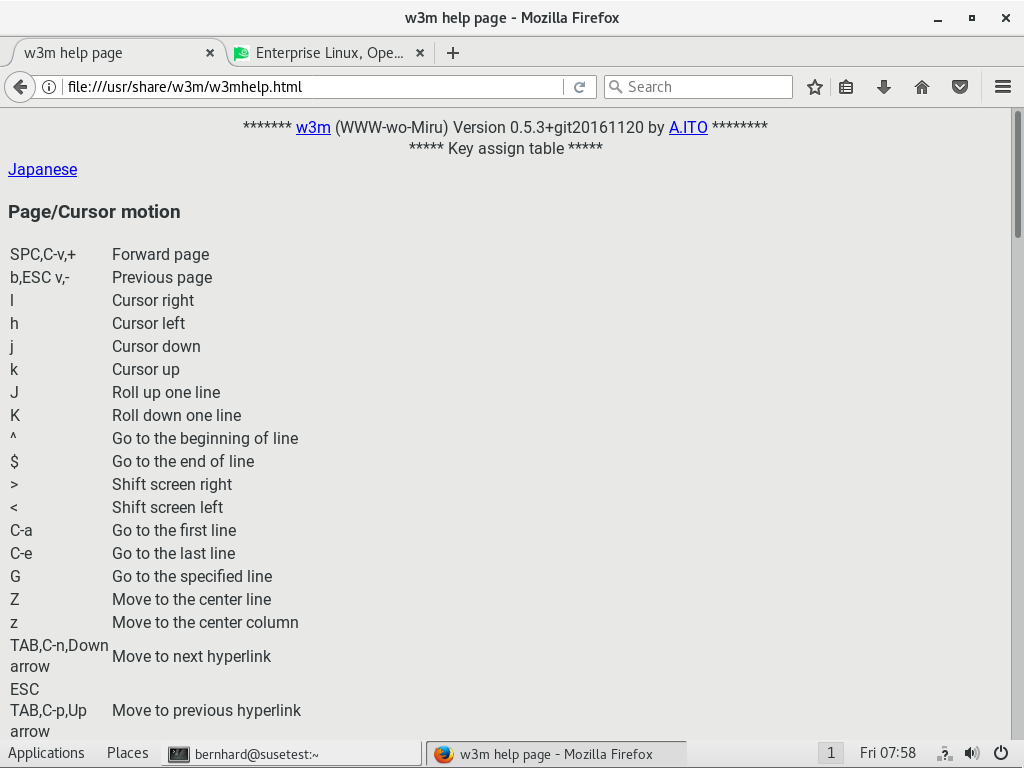 w3m help page - Mozilla Firefox
w3m help page
Enterprise Linux, Ope...
file:///usr/share/w3m/w3mhelp.html
Search
******* w3m (WWW-wo-Miru) Version 0.5.3+git20161120 by A.ITO ********
***** Key assign table *****
Japanese
Page/Cursor motion
SPC,C-v,+ Forward page
b,ESC v,- Previous page
l Cursor right
h Cursor left
j Cursor down
k Cursor up
J Roll up one line
K Roll down one line
^ Go to the beginning of line
$ Go to the end of line
> Shift screen right
< Shift screen left
C-a Go to the first line
C-e Go to the last line
G Go to the specified line
Z Move to the center line
z Move to the center column
TAB,C-n,Down
arrow
Move to next hyperlink
ESC
TAB,C-p,Up
arrow
Move to previous hyperlink
Applications Places bernhard@susetest:~ w3m help page - Mozilla Firefox 1 Fri 07:58